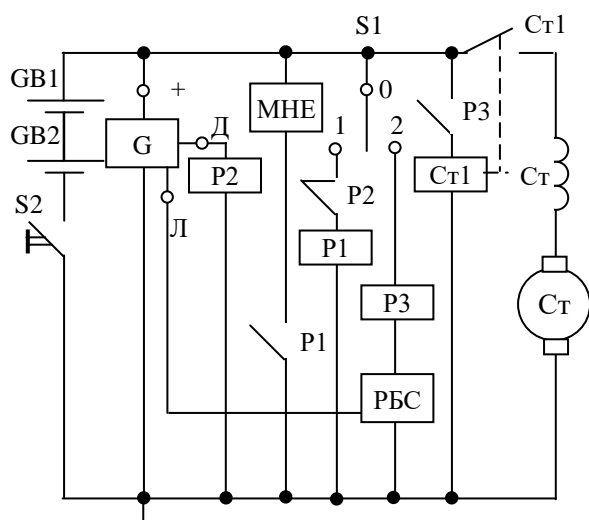 S1
Ст1
GB1
+
МНЕ
0
Р3
GB2
G
Д
1
2
Р2
Р2
Ст1
Ст
S2
Л
Р1
Р3
Ст
Р1
РБС